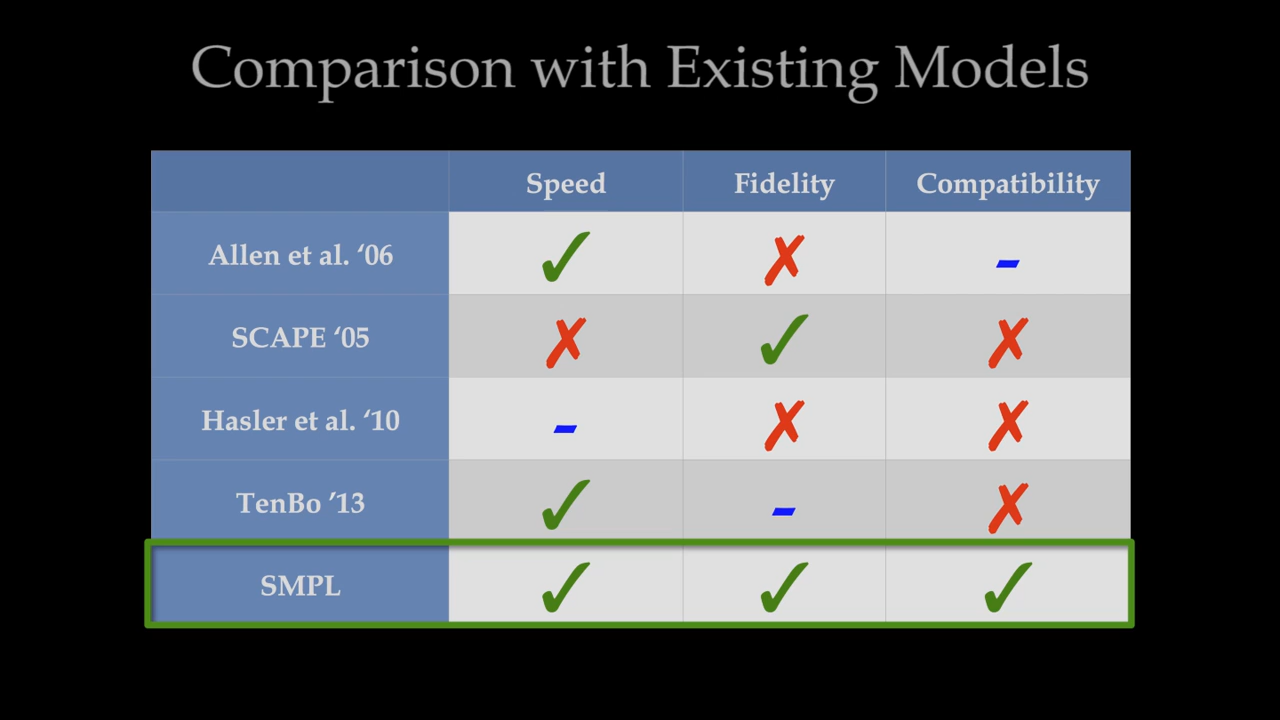 Comparison with Existing Models
Speed Fidelity Compatibility
Allen et al. ‘06 ✓ ✗ -
SCAPE ‘05 ✗ ✓ ✗
Hasler et al. ‘10 - ✗ ✗
TenBo ’13 ✓ - ✗
SMPL ✓ ✓ ✓